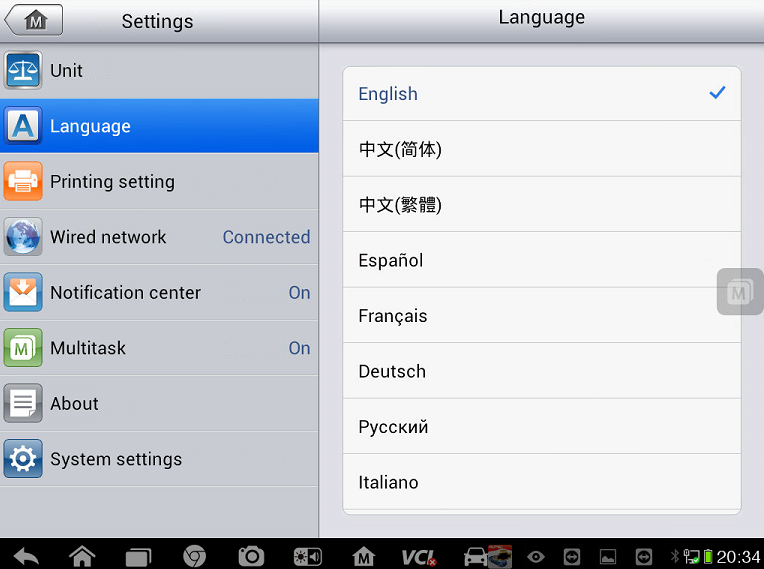 Settings
Language
Unit
Language
Printing setting
Wired network Connected
Notification center On
Multitask On
About
System settings
English
中文(简体)
中文(繁體)
Español
Français
Deutsch
Русский
Italiano
VCI
20:34